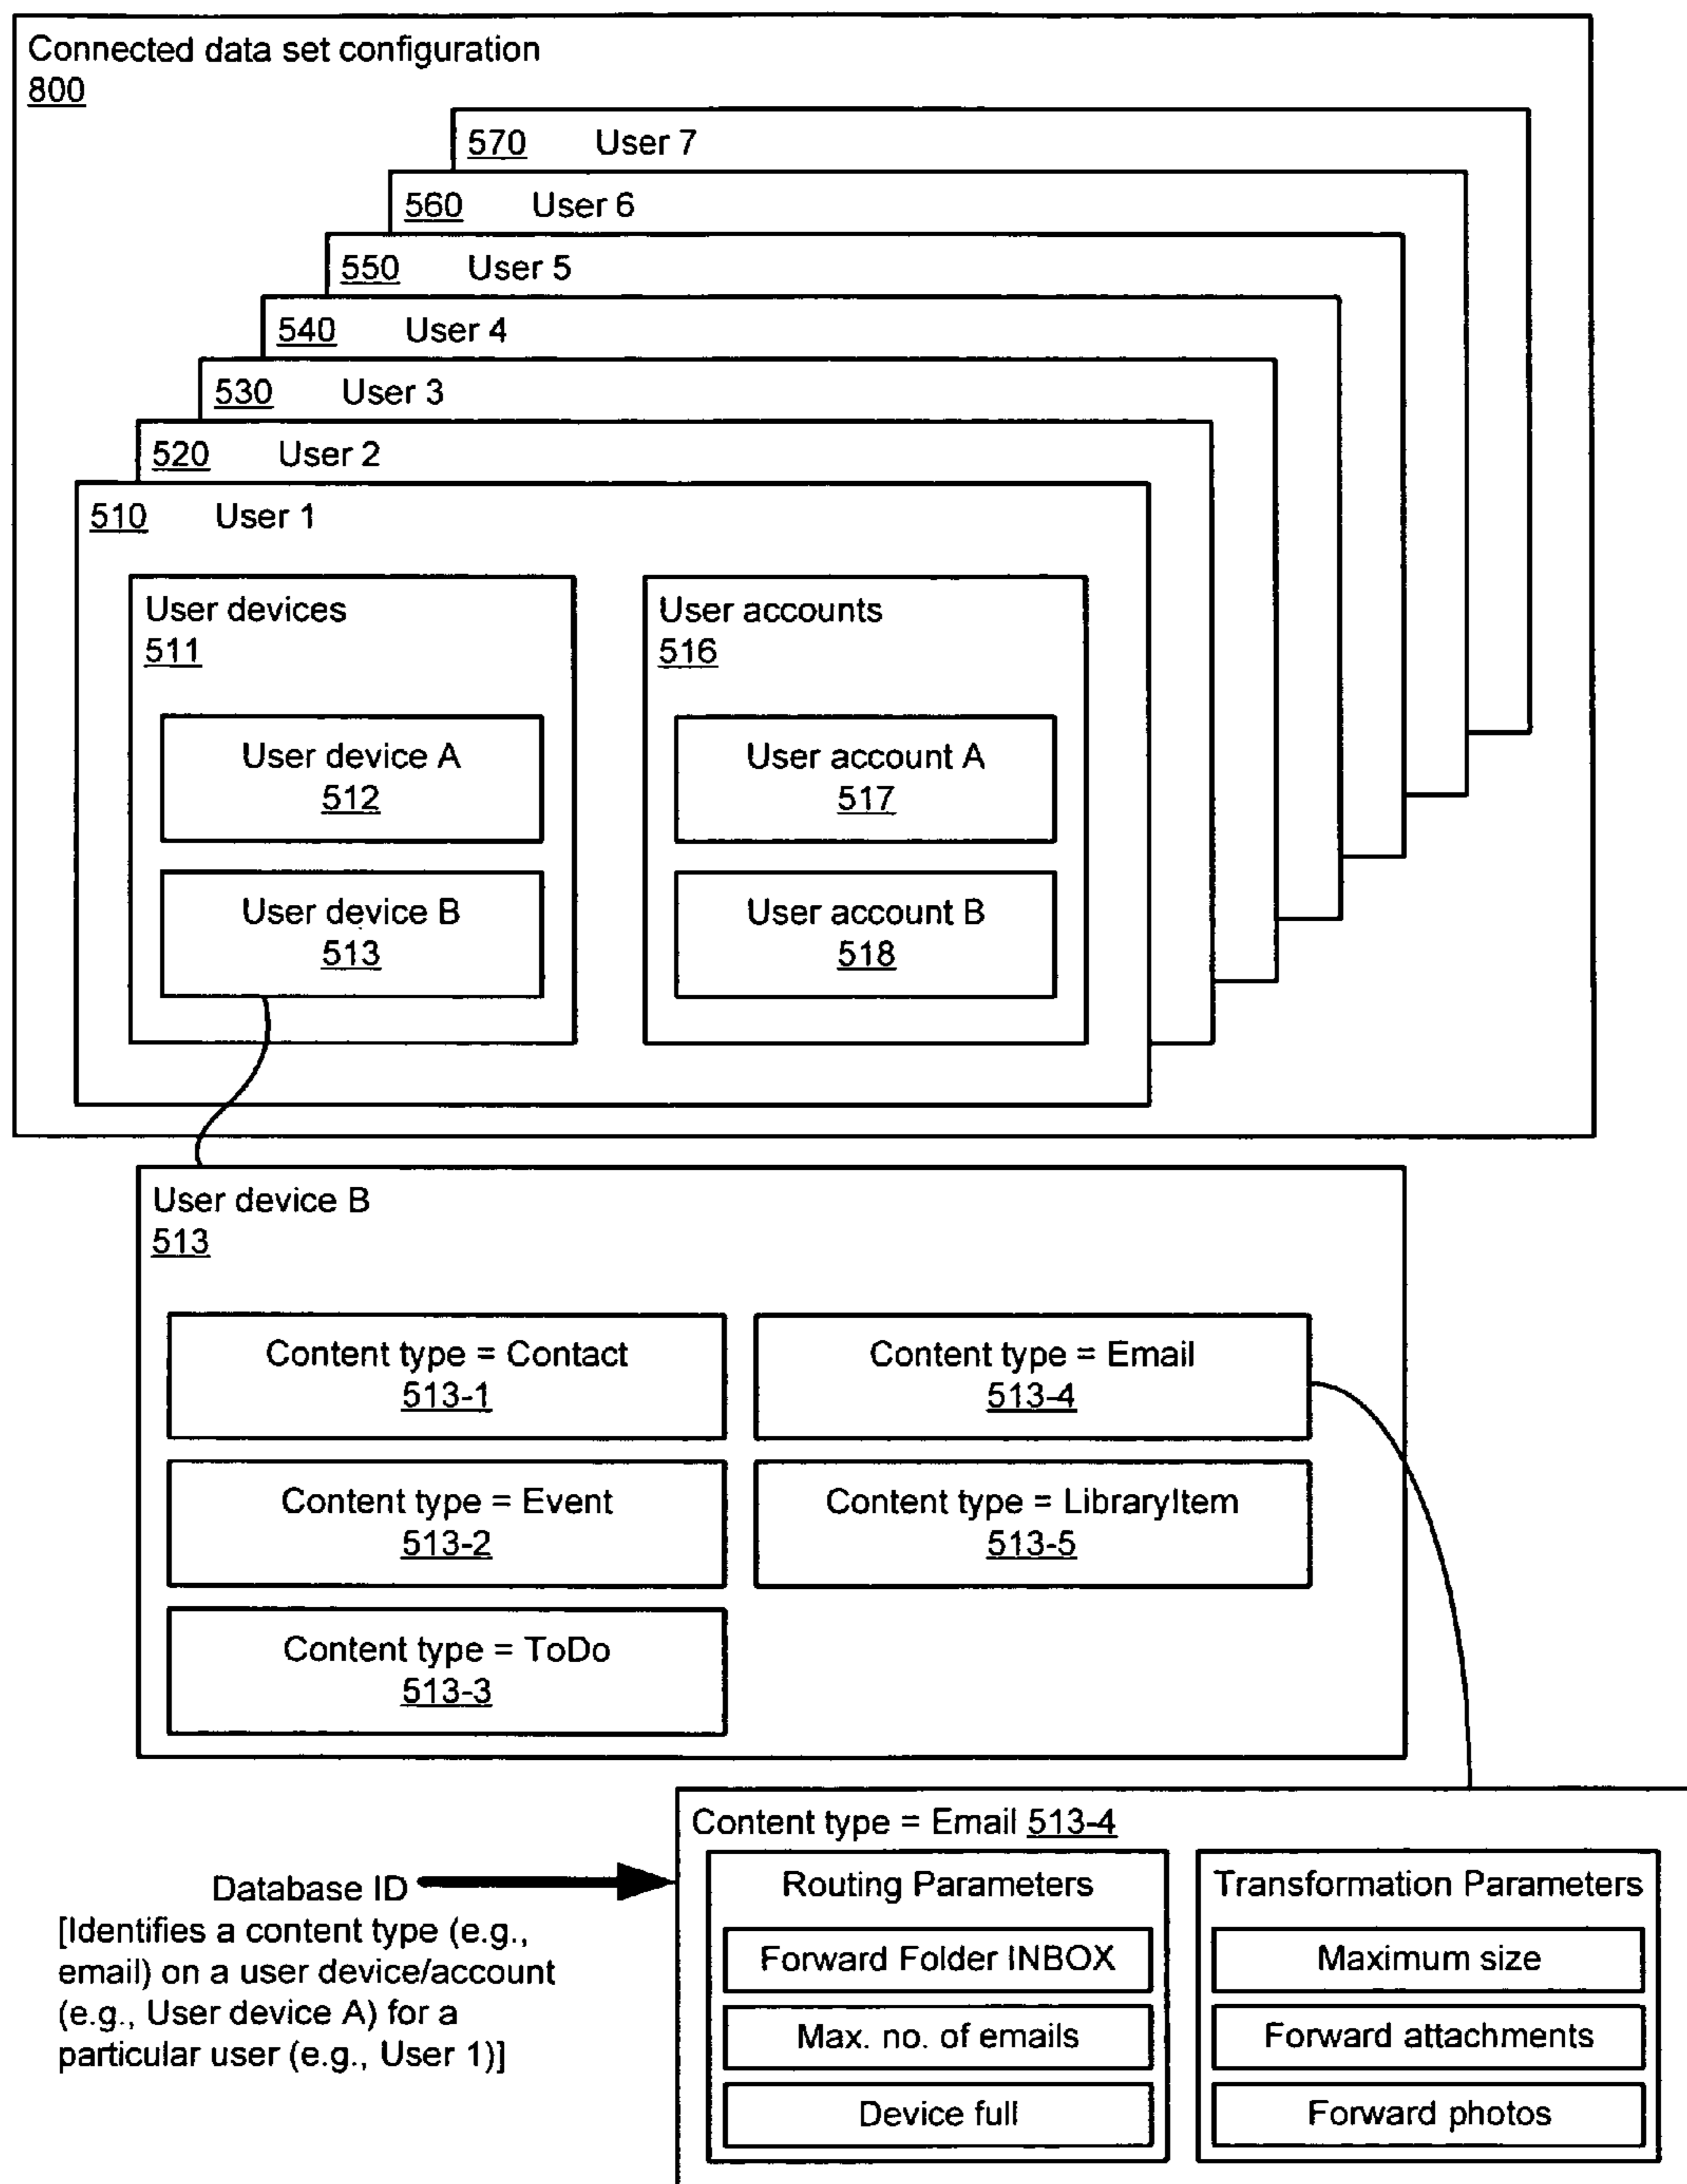 Connected data set configuration
800
570 User 7
560 User 6
550 User 5
540 User 4
530 User 3
520 User 2
510 User 1
User devices
511
User device A
512
User device B
513
User accounts
516
User account A
517
User account B
518
User device B
513
Content type = Contact
513-1
Content type = Email
513-4
Content type = Event
513-2
Content type = LibraryItem
513-5
Content type = ToDo
513-3
Content type = Email 513-4
Database ID
[Identifies a content type (e.g.,
email) on a user device/account
(e.g., User device A) for a
particular user (e.g., User 1)]
Routing Parameters
Forward Folder INBOX
Max. no. of emails
Device full
Transformation Parameters
Maximum size
Forward attachments
Forward photos